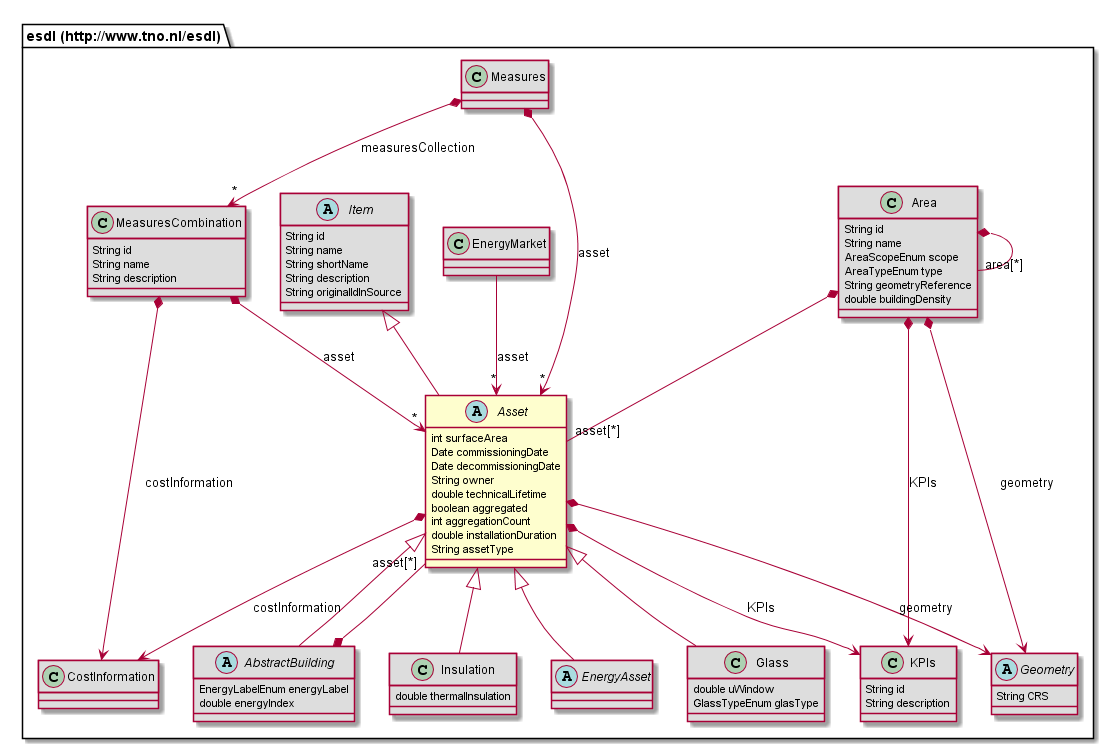 esdl (http://www.tno.nl/esdl)
C Measures
measuresCollection
*
asset
*
C MeasuresCombination
String id
String name
String description
A Item
String id
String name
String shortName
String description
String originalIdInSource
C EnergyMarket
C Area
String id
String name
AreaScopeEnum scope
AreaTypeEnum type
String geometryReference
double buildingDensity
area[*]
asset
*
asset
*
asset[*]
A Asset
int surfaceArea
Date commissioningDate
Date decommissioningDate
String owner
double technicalLifetime
boolean aggregated
int aggregationCount
double installationDuration
String assetType
costInformation
KPIs
geometry
asset[*]
costInformation
KPIs
geometry
C CostInformation
A AbstractBuilding
EnergyLabelEnum energyLabel
double energyIndex
C Insulation
double thermalInsulation
A EnergyAsset
C Glass
double uWindow
GlassTypeEnum glasType
C KPIs
String id
String description
A Geometry
String CRS